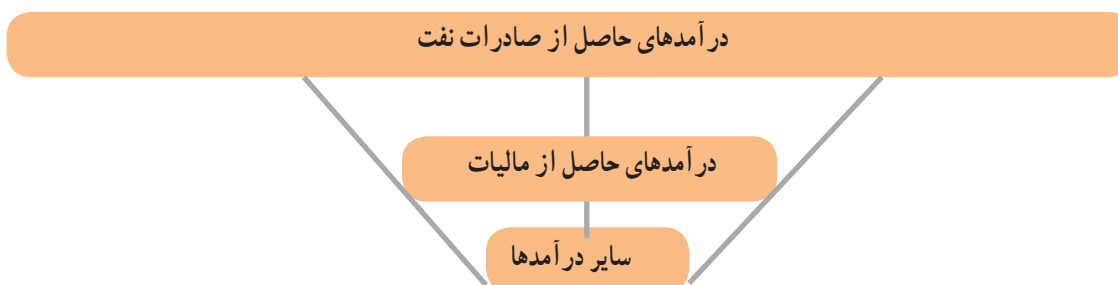 درآمدهای حاصل از صادرات نفت
درآمدهای حاصل از مالیات
سایر درآمدها